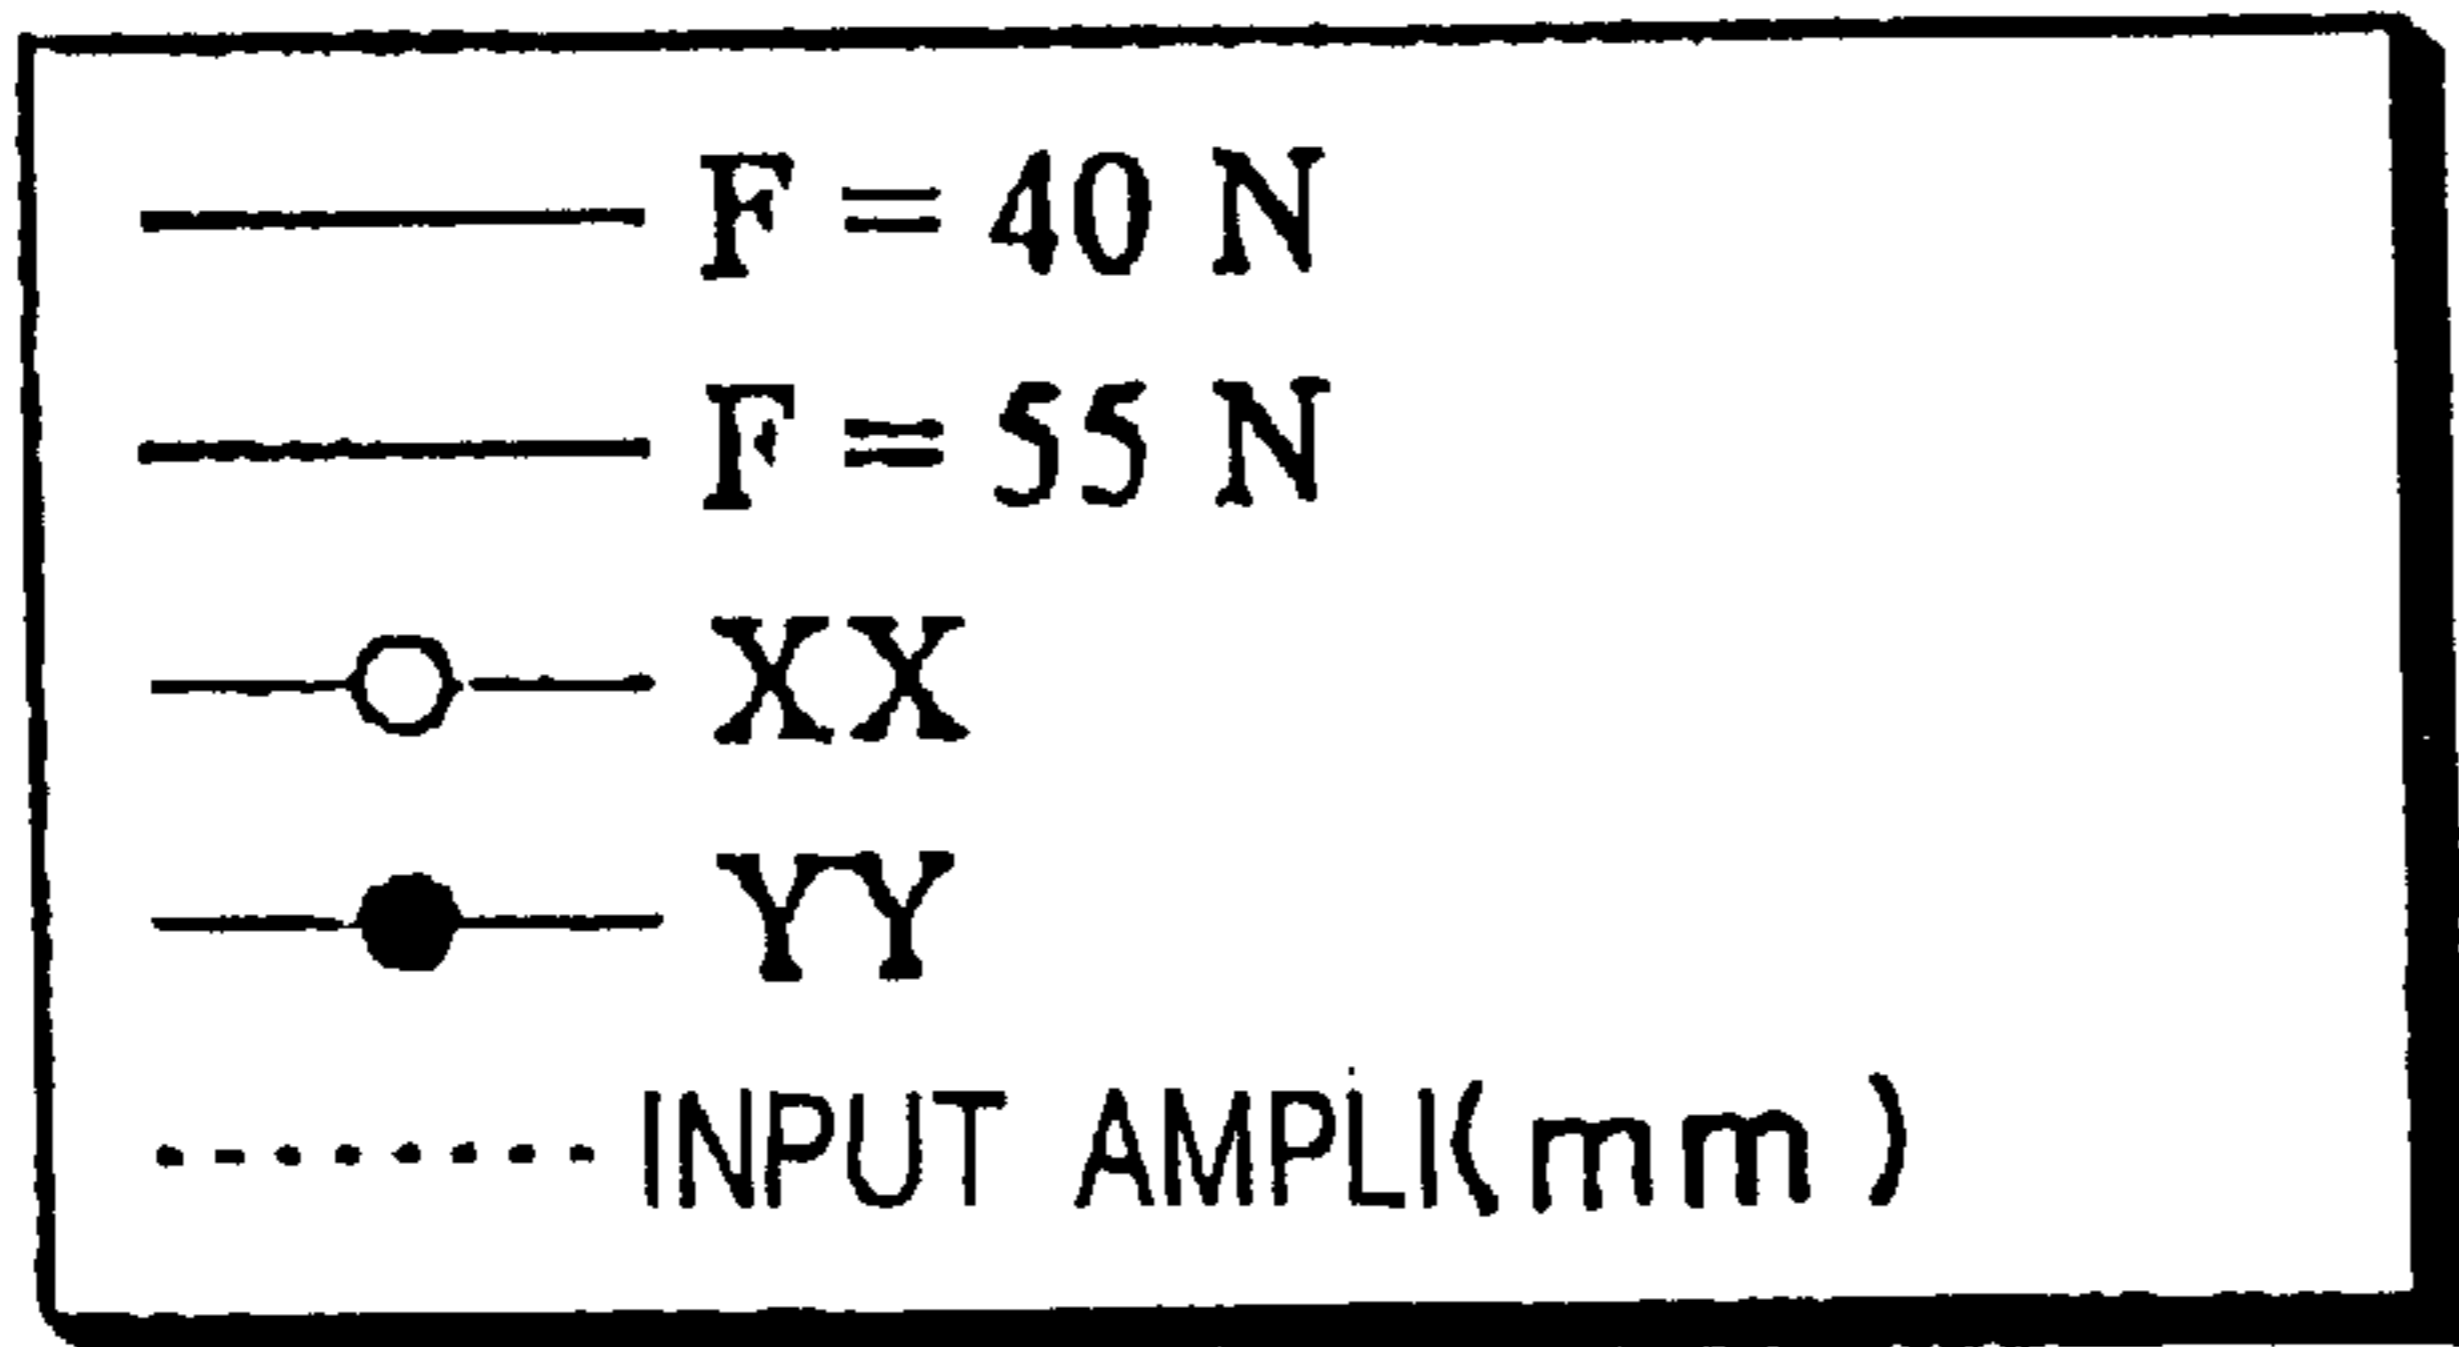 F = 40 N
F = 55 N
XX
YY
INPUT AMPLI(mm)